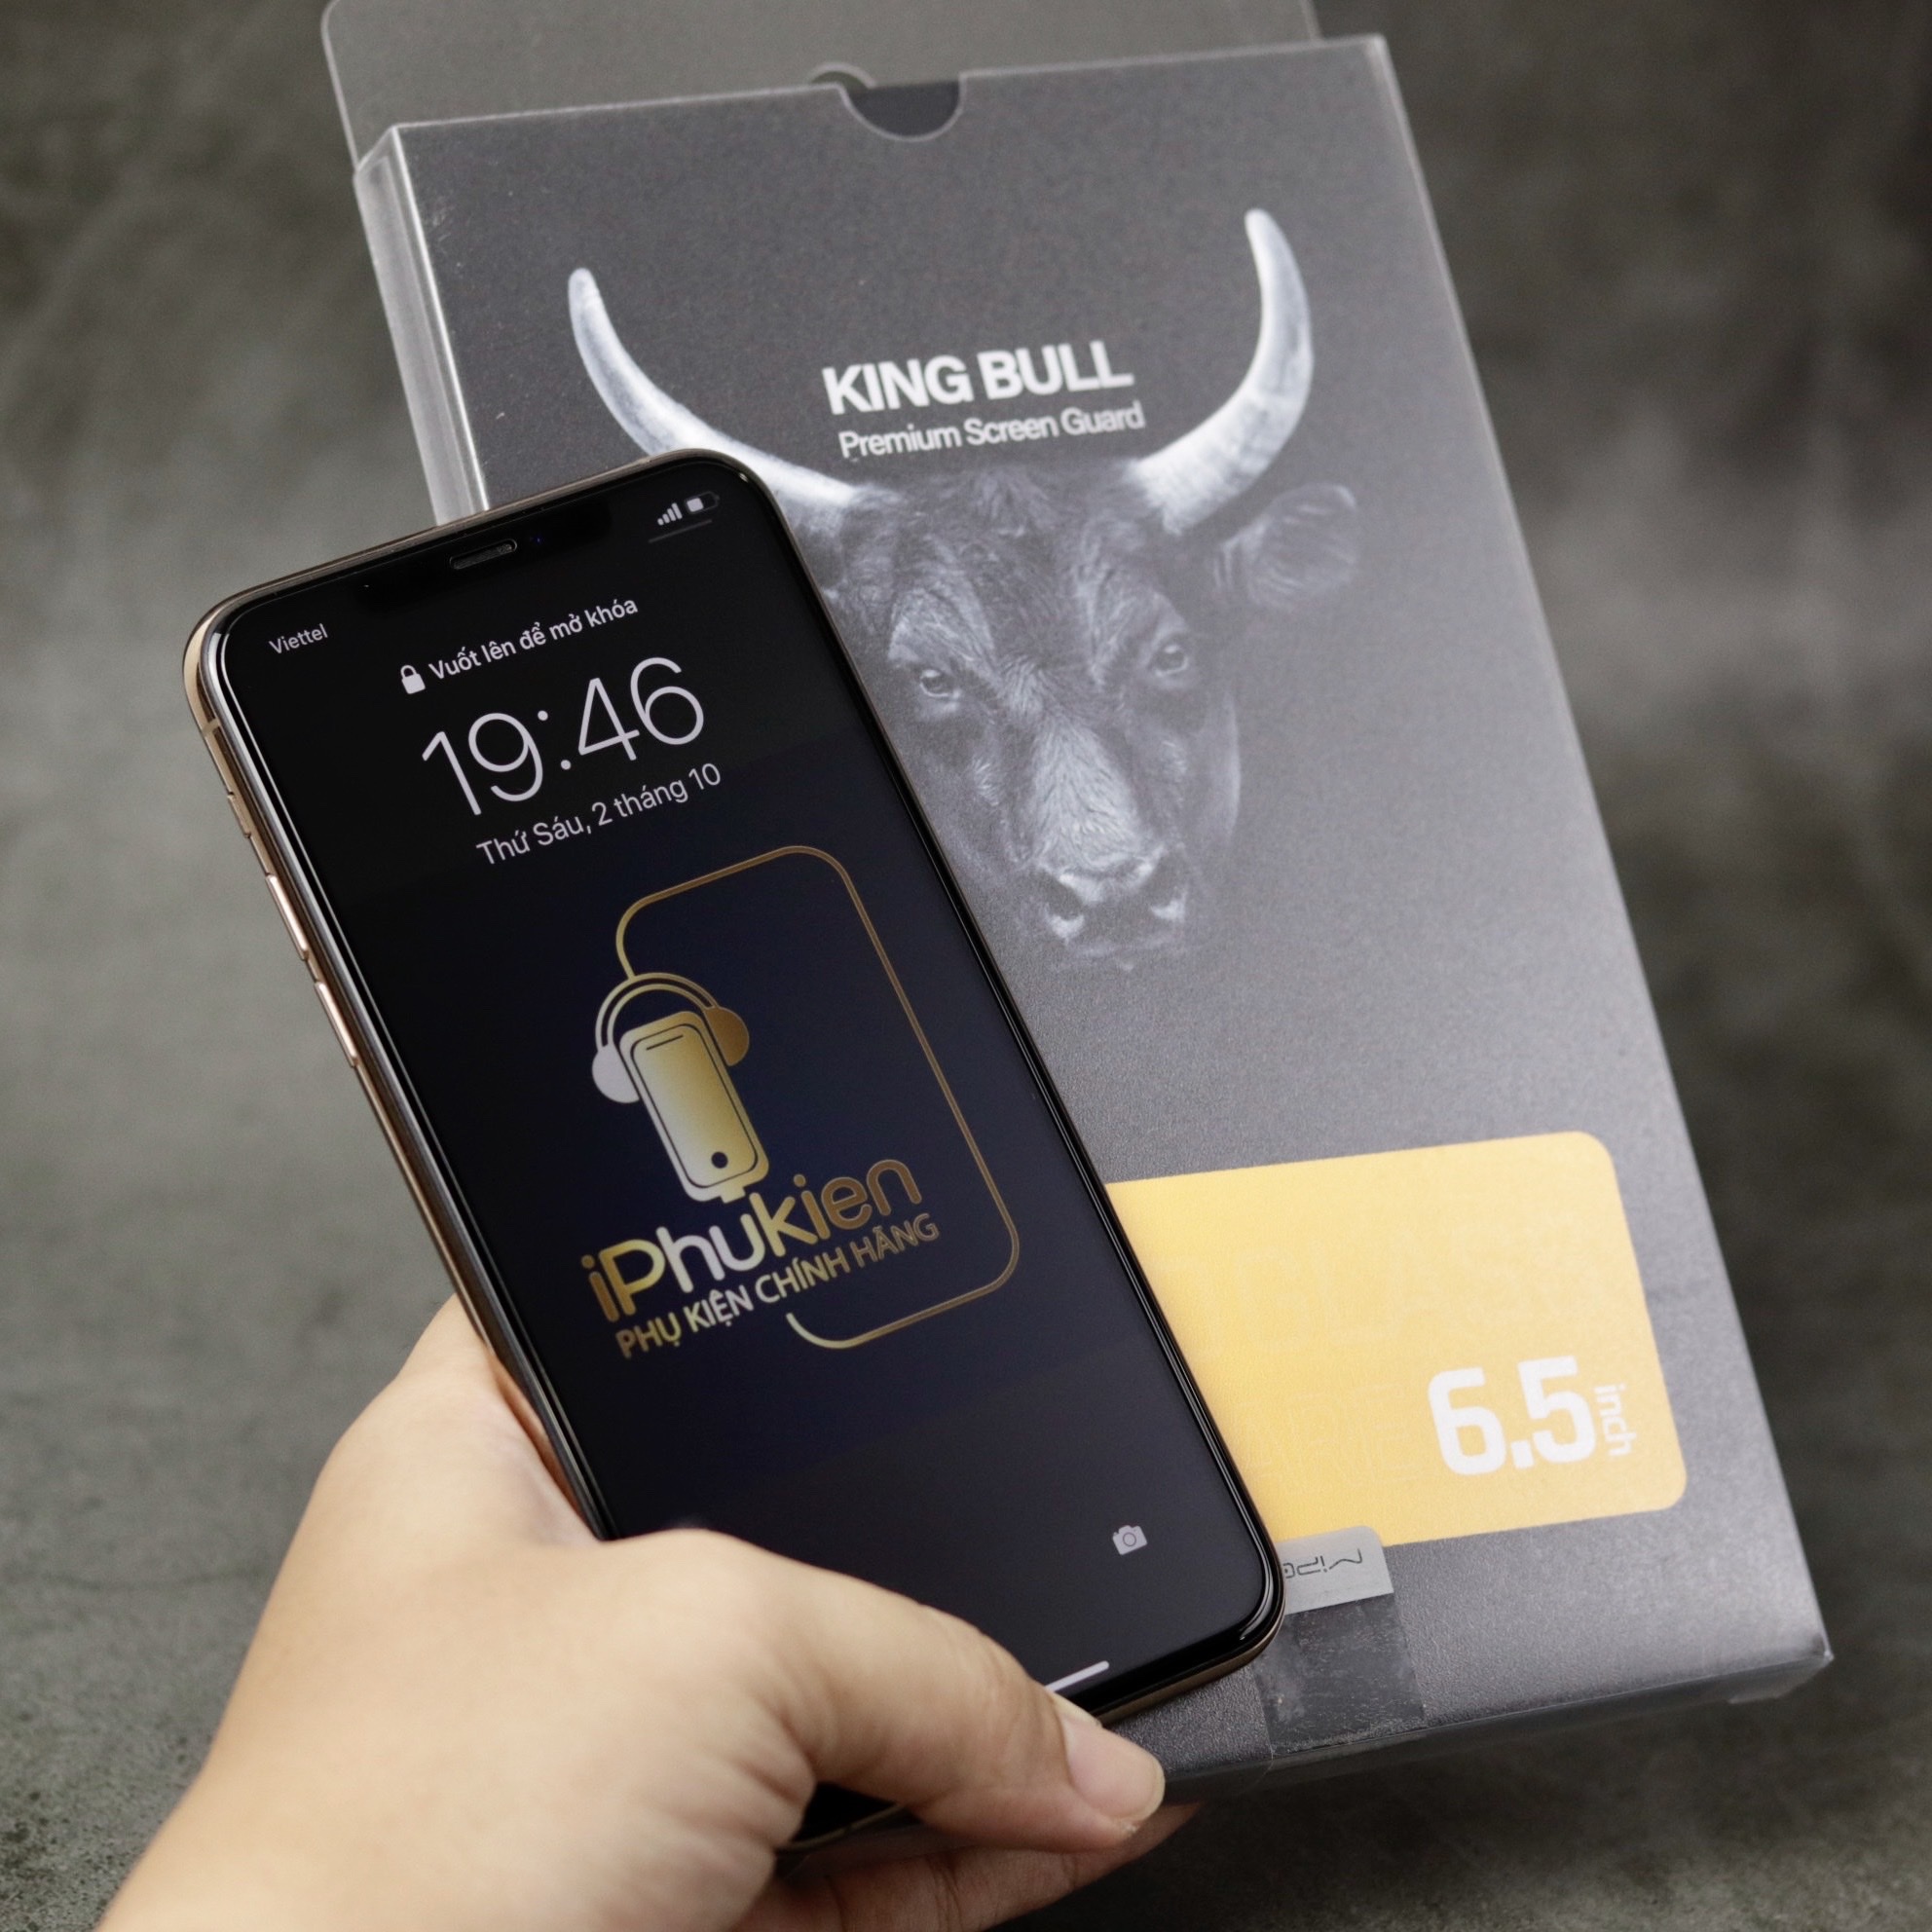 KING BULL
Premium Screen Guard
Viettel
Vuốt lên để mở khóa
19:46
Thứ Sáu, 2 tháng 10
iPhukien
PHỤ KIỆN CHÍNH HÃNG
6.5
inch